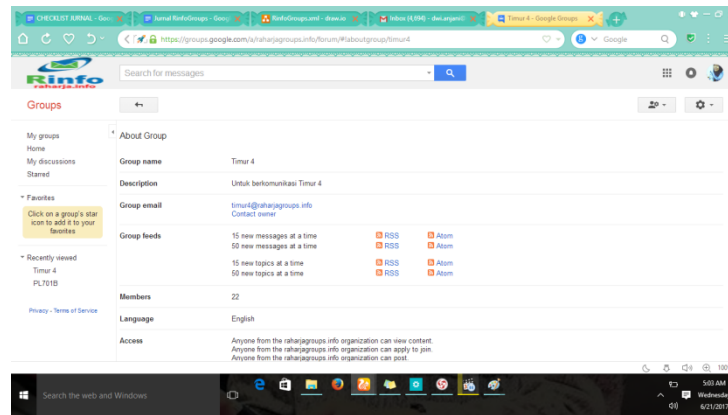 CHECKLIST JURNAL - Goo
Jurnal RinfoGroups - Goog
RinfoGroups.xml - draw.io
Inbox (4,694) - dwi.anjani@
Timur 4 - Google Groups
https://groups.google.com/a/raharjagroups.info/forum/#!aboutgroup/timur4
Google
Rinfo
raharja.info
Search for messages
Groups
My groups
Home
My discussions
Starred
Favorites
Click on a group's star
icon to add it to your
favorites
Recently viewed
Timur 4
PL701B
Privacy - Terms of Service
About Group
Group name Timur 4
Description Untuk berkomunikasi Timur 4
Group email timur4@raharjagroups.info
Contact owner
Group feeds 15 new messages at a time RSS Atom
50 new messages at a time RSS Atom
15 new topics at a time RSS Atom
50 new topics at a time RSS Atom
Members 22
Language English
Access Anyone from the raharjagroups.info organization can view content.
Anyone from the raharjagroups.info organization can apply to join.
Anyone from the raharjagroups.info organization can post.
100
Search the web and Windows
5:03 AM
Wednesday
6/21/2017